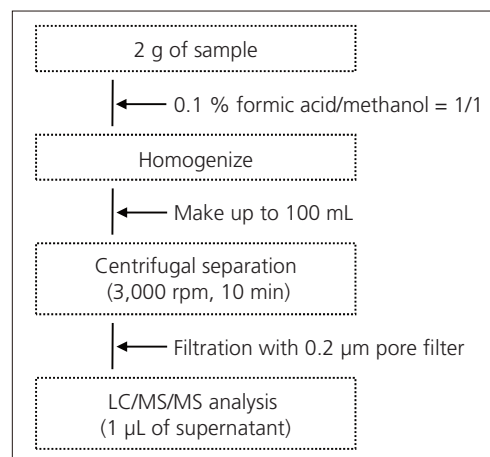 2 g of sample
0.1 % formic acid/methanol = 1/1
Homogenize
Make up to 100 mL
Centrifugal separation
(3,000 rpm, 10 min)
Filtration with 0.2 µm pore filter
LC/MS/MS analysis
(1 µL of supernatant)